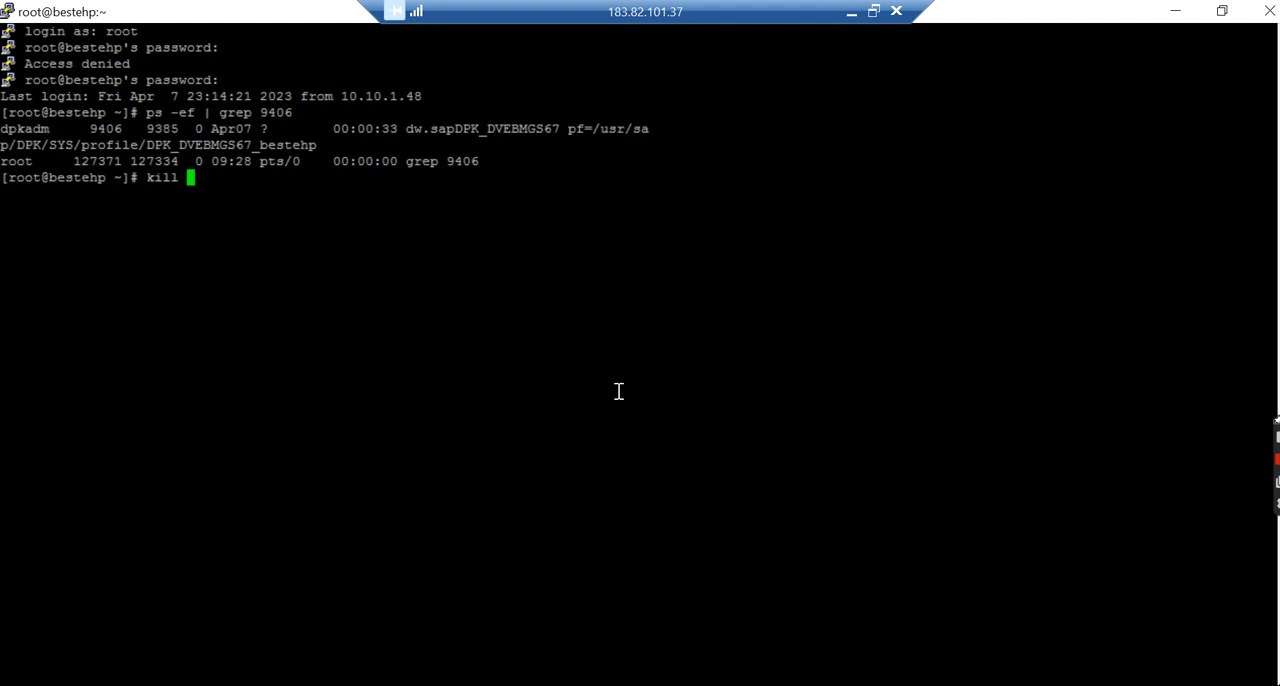 root@bestehp:~
183.82.101.37
login as: root
root@bestehp's password:
Access denied
root@bestehp's password:
Last login: Fri Apr  7 23:14:21 2023 from 10.10.1.48
[root@bestehp ~]# ps -ef | grep 9406
dpkadm     9406   9385  0 Apr07 ?        00:00:33 dw.sapDPK_DVEBMGS67 pf=/usr/sa
p/DPK/SYS/profile/DPK_DVEBMGS67_bestehp
root     127371 127334  0 09:28 pts/0    00:00:00 grep 9406
[root@bestehp ~]# kill